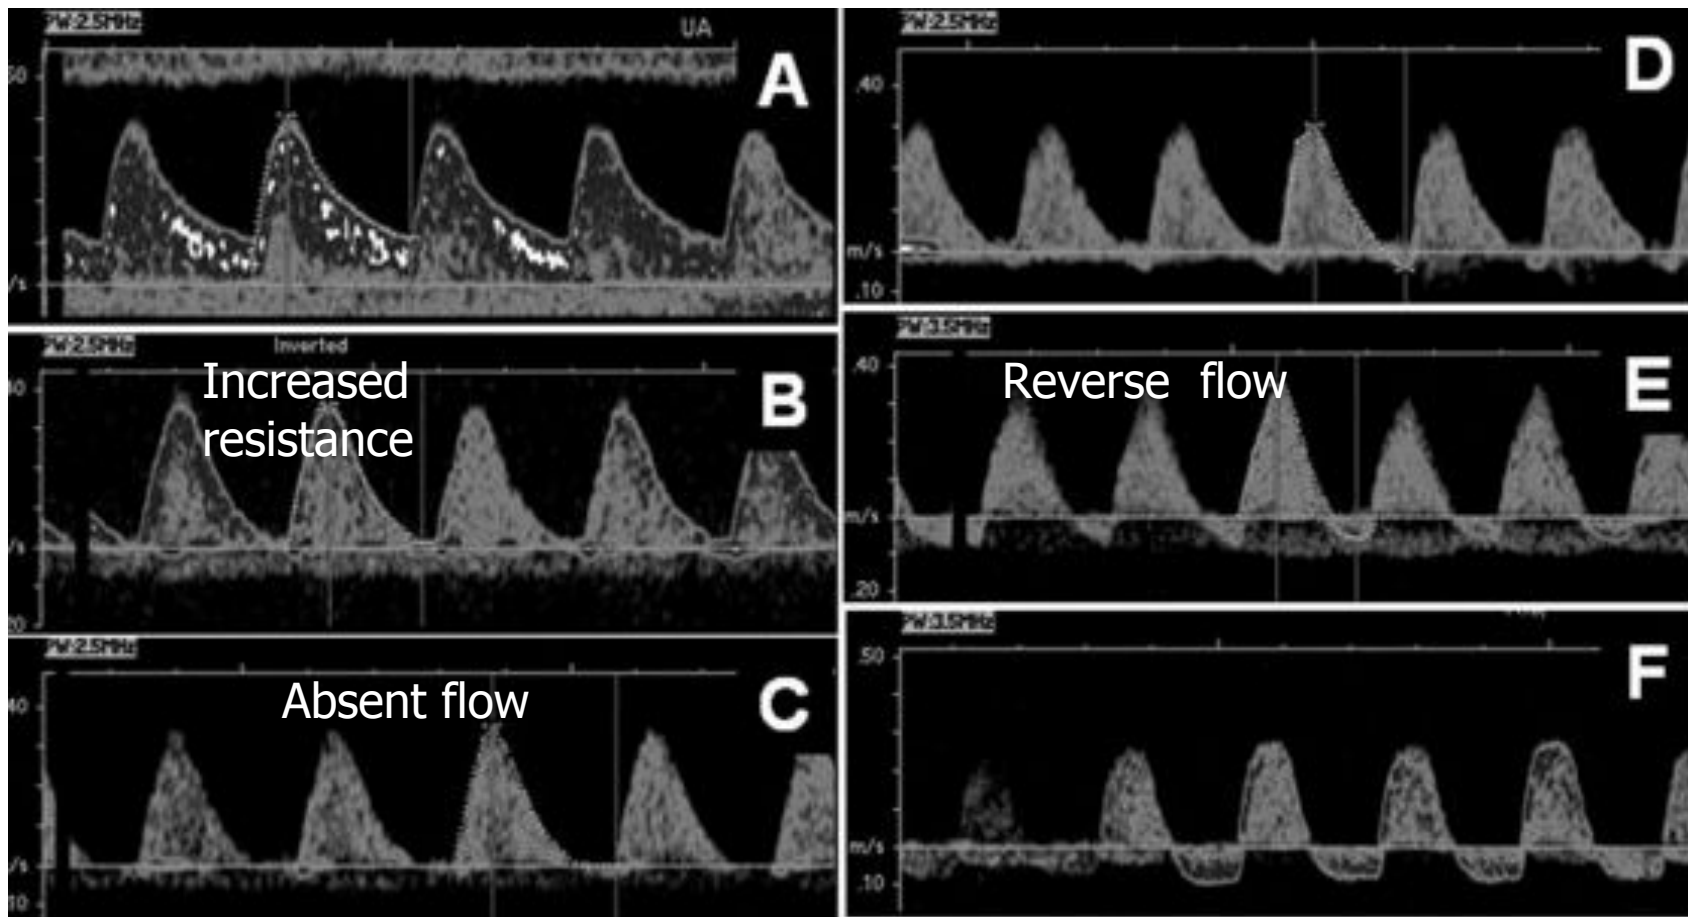 PW:2.5MHz
UA
A
/s
PW:2.5MHz
Inverted
Increased
resistance
B
/s
20
PW:2.5MHz
Absent flow
C
40
/s
10
PW:2.5MHz
D
.40
m/s
.10
PW:3.5MHz
Reverse flow
E
.40
m/s
.20
PW:3.5MHz
F
.50
m/s
.10